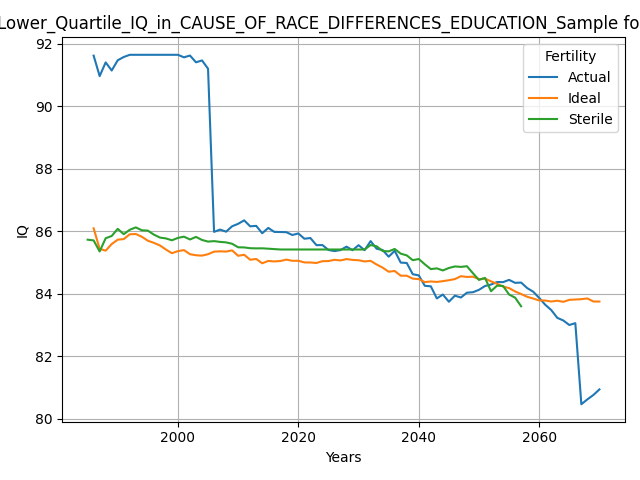 Lower_Quartile_IQ_in_CAUSE_OF_RACE_DIFFERENCES_EDUCATION_Sample fo
92
90
88
86
84
82
80
IQ
Fertility
Actual
Ideal
Sterile
2000
2020
2040
2060
Years